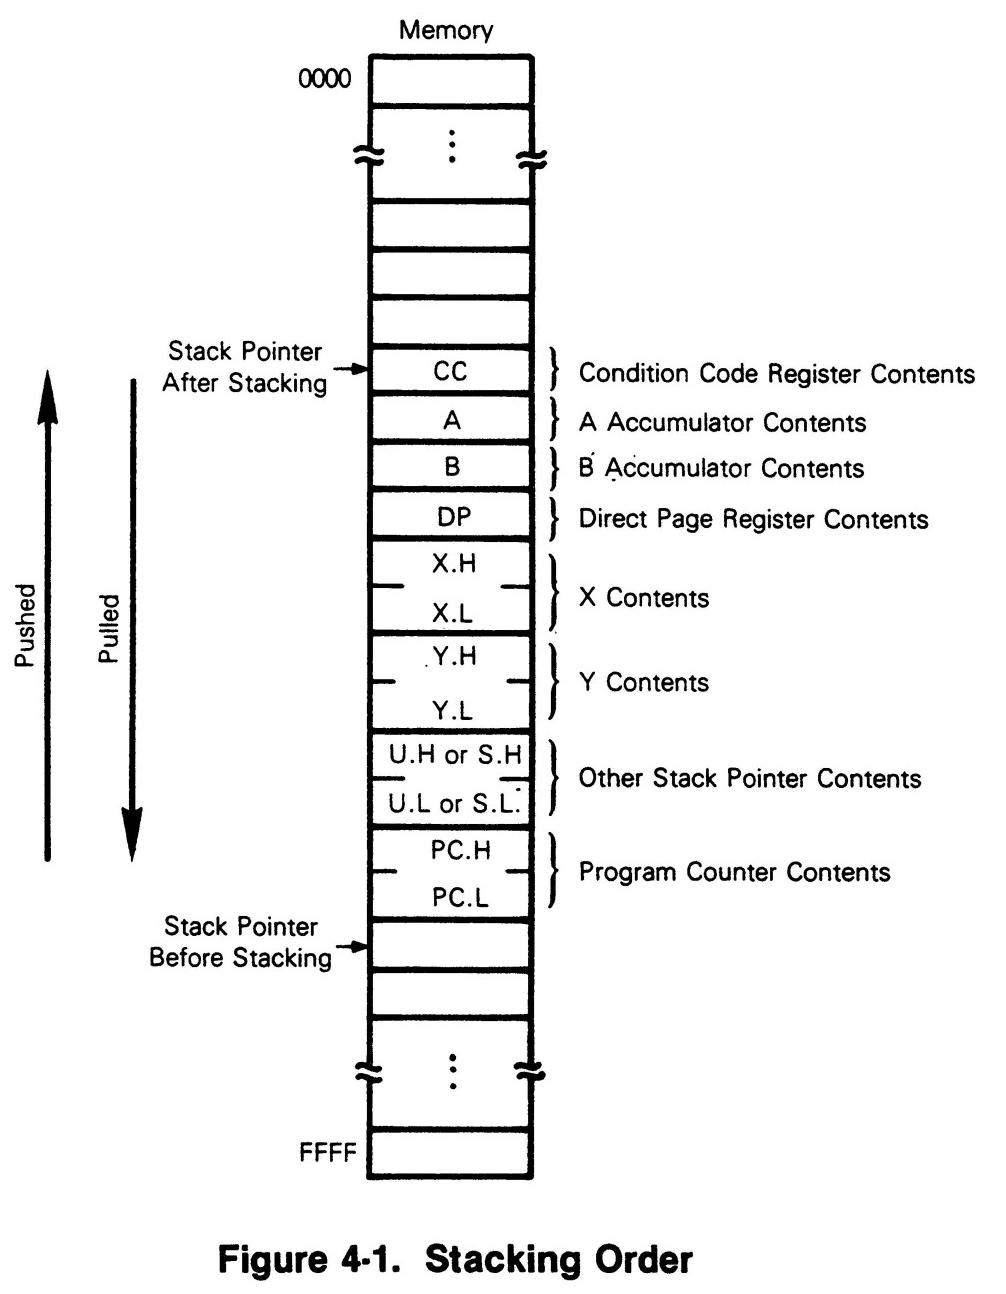 Memory
0000
Stack Pointer
After Stacking
CC
Condition Code Register Contents
A
A Accumulator Contents
B
B Accumulator Contents
DP
Direct Page Register Contents
X.H
X.L
X Contents
Y.H
Y.L
Y Contents
U.H or S.H
U.L or S.L
Other Stack Pointer Contents
PC.H
PC.L
Program Counter Contents
Pushed
Pulled
Stack Pointer
Before Stacking
FFFF
Figure 4-1. Stacking Order